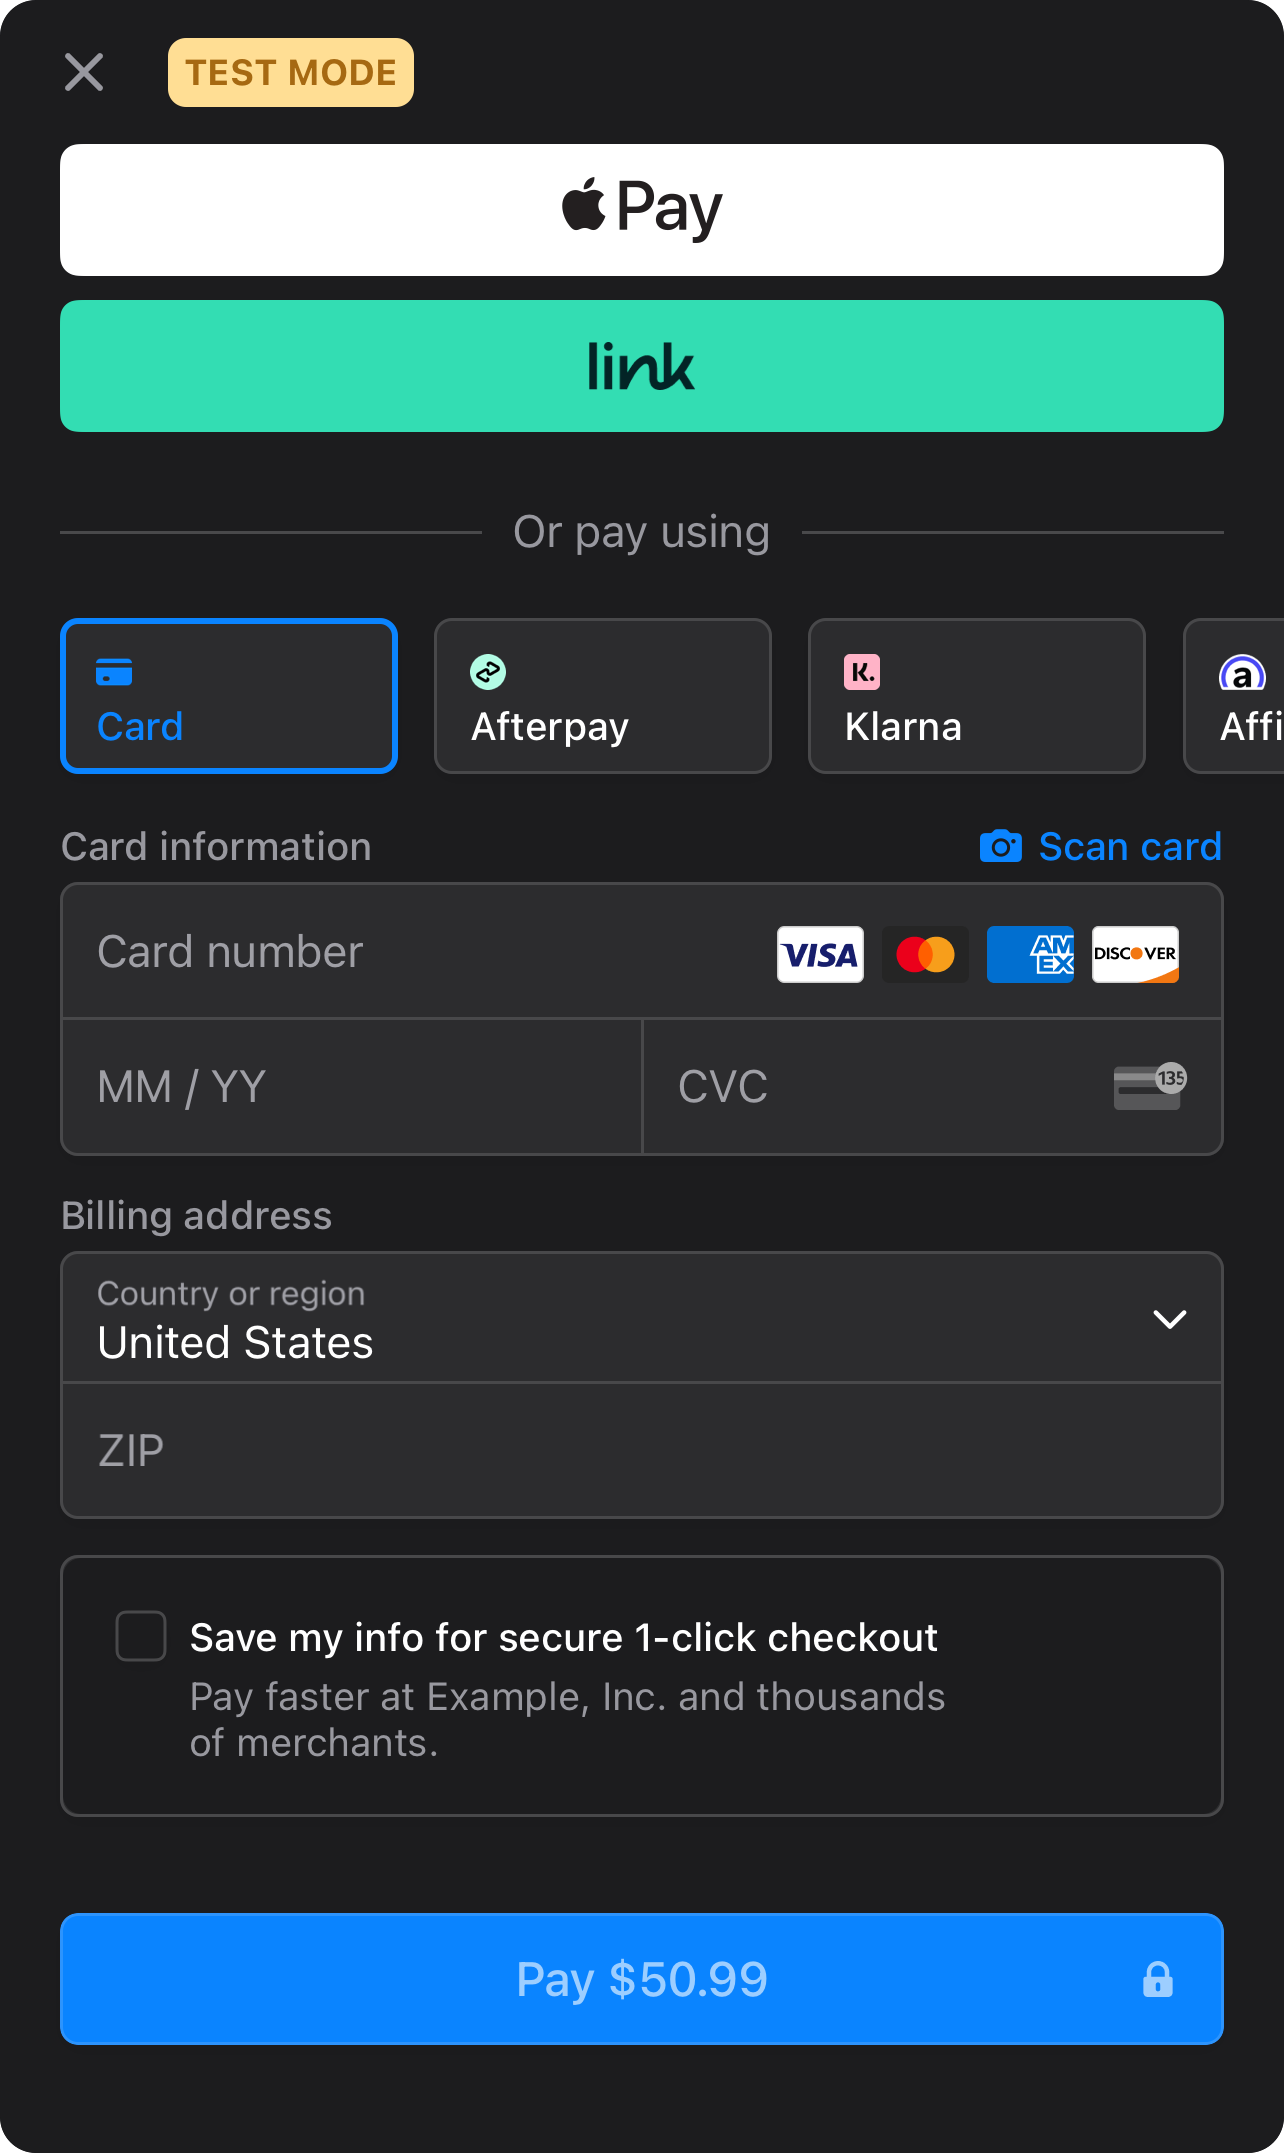 TEST MODE
Pay
link
Or pay using
Card
Afterpay
K.
Klarna
a
Affi
Card information
Scan card
Card number
VISA
AM
EX
DISCOVER
MM / YY
CVC
135
Billing address
Country or region
United States
ZIP
Save my info for secure 1-click checkout
Pay faster at Example, Inc. and thousands
of merchants.
Pay $50.99